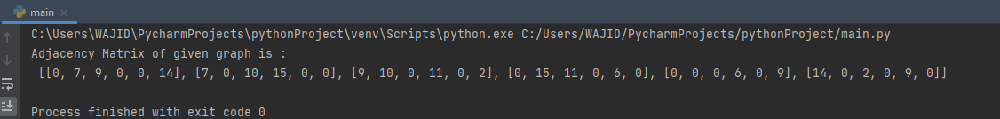 main
C:\Users\WAJID\PycharmProjects\pythonProject\venv\Scripts\python.exe C:/Users/WAJID/PycharmProjects/pythonProject/main.py
Adjacency Matrix of given graph is :
[[0, 7, 9, 0, 0, 14], [7, 0, 10, 15, 0, 0], [9, 10, 0, 11, 0, 2], [0, 15, 11, 0, 6, 0], [0, 0, 0, 6, 0, 9], [14, 0, 2, 0, 9, 0]]
Process finished with exit code 0